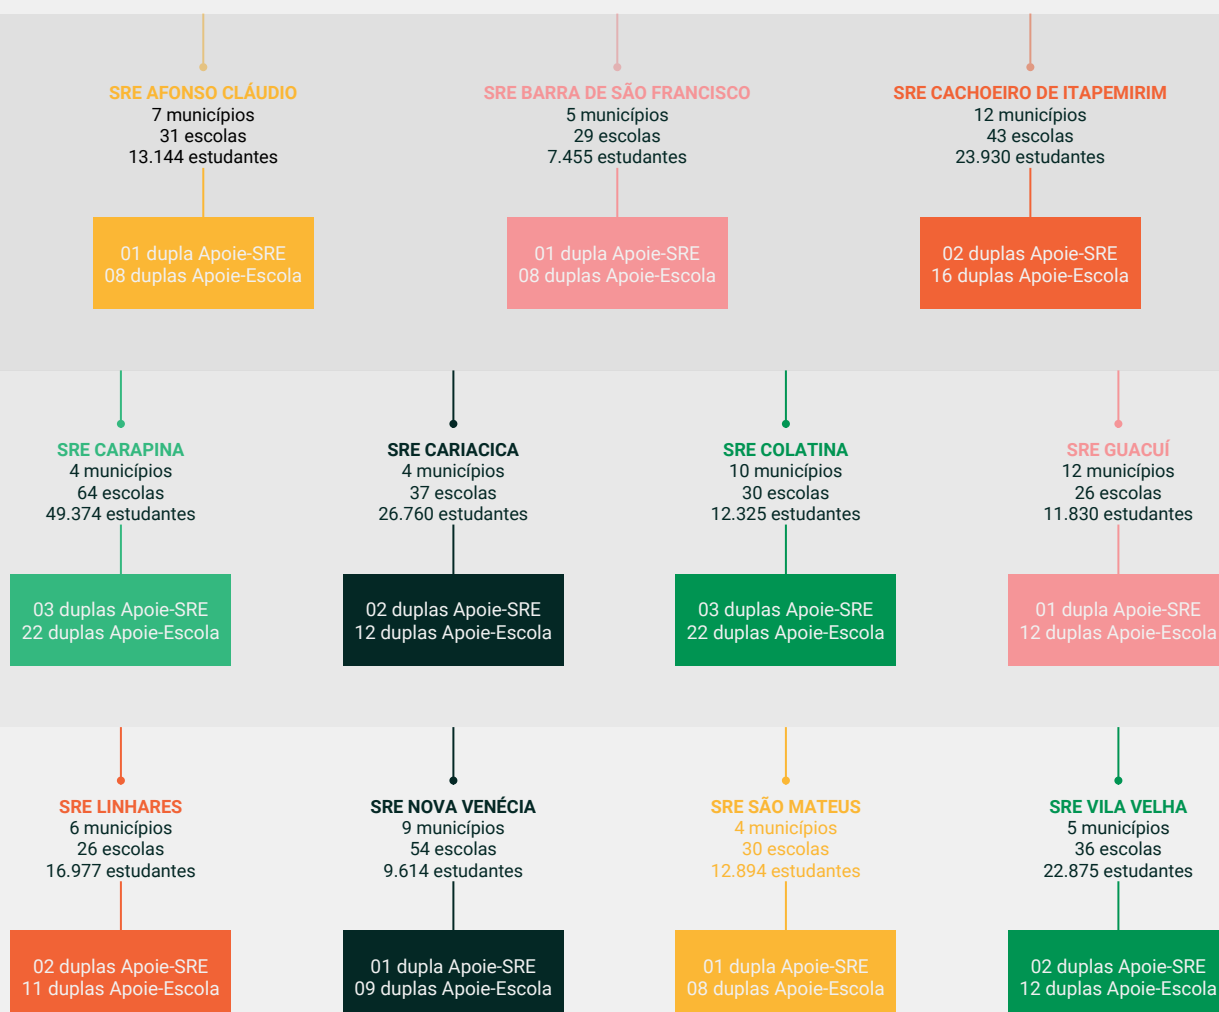 SRE AFONSO CLÁUDIO
7 municípios
31 escolas
13.144 estudantes
01 dupla Apoie-SRE
08 duplas Apoie-Escola
SRE BARRA DE SÃO FRANCISCO
5 municípios
29 escolas
7.455 estudantes
01 dupla Apoie-SRE
08 duplas Apoie-Escola
SRE CACHOEIRO DE ITAPEMIRIM
12 municípios
43 escolas
23.930 estudantes
02 duplas Apoie-SRE
16 duplas Apoie-Escola
SRE CARAPINA
4 municípios
64 escolas
49.374 estudantes
03 duplas Apoie-SRE
22 duplas Apoie-Escola
SRE CARIACICA
4 municípios
37 escolas
26.760 estudantes
02 duplas Apoie-SRE
12 duplas Apoie-Escola
SRE COLATINA
10 municípios
30 escolas
12.325 estudantes
03 duplas Apoie-SRE
22 duplas Apoie-Escola
SRE GUACUÍ
12 municípios
26 escolas
11.830 estudantes
01 dupla Apoie-SRE
12 duplas Apoie-Escola
SRE LINHARES
6 municípios
26 escolas
16.977 estudantes
02 duplas Apoie-SRE
11 duplas Apoie-Escola
SRE NOVA VENÉCIA
9 municípios
54 escolas
9.614 estudantes
01 dupla Apoie-SRE
09 duplas Apoie-Escola
SRE SÃO MATEUS
4 municípios
30 escolas
12.894 estudantes
01 dupla Apoie-SRE
08 duplas Apoie-Escola
SRE VILA VELHA
5 municípios
36 escolas
22.875 estudantes
02 duplas Apoie-SRE
12 duplas Apoie-Escola